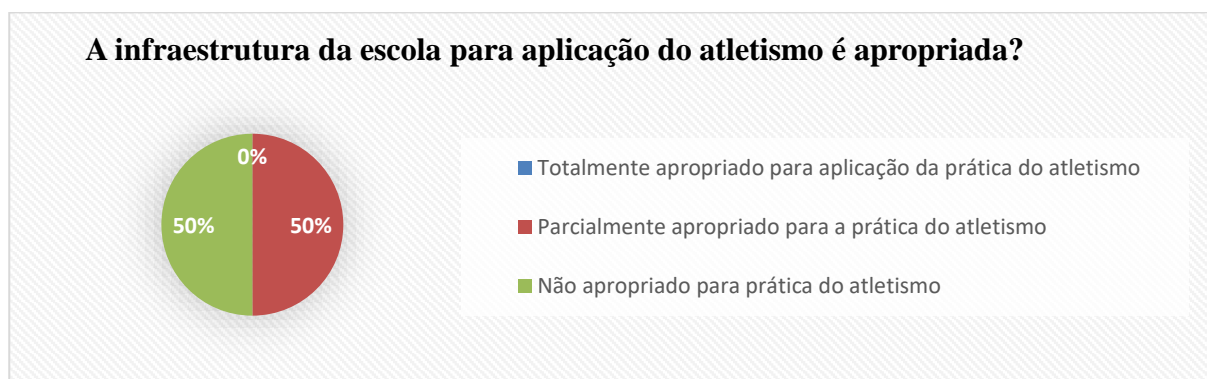 A infraestrutura da escola para aplicação do atletismo é apropriada?
0%
50%
50%
Totalmente apropriado para aplicação da prática do atletismo
Parcialmente apropriado para a prática do atletismo
Não apropriado para prática do atletismo